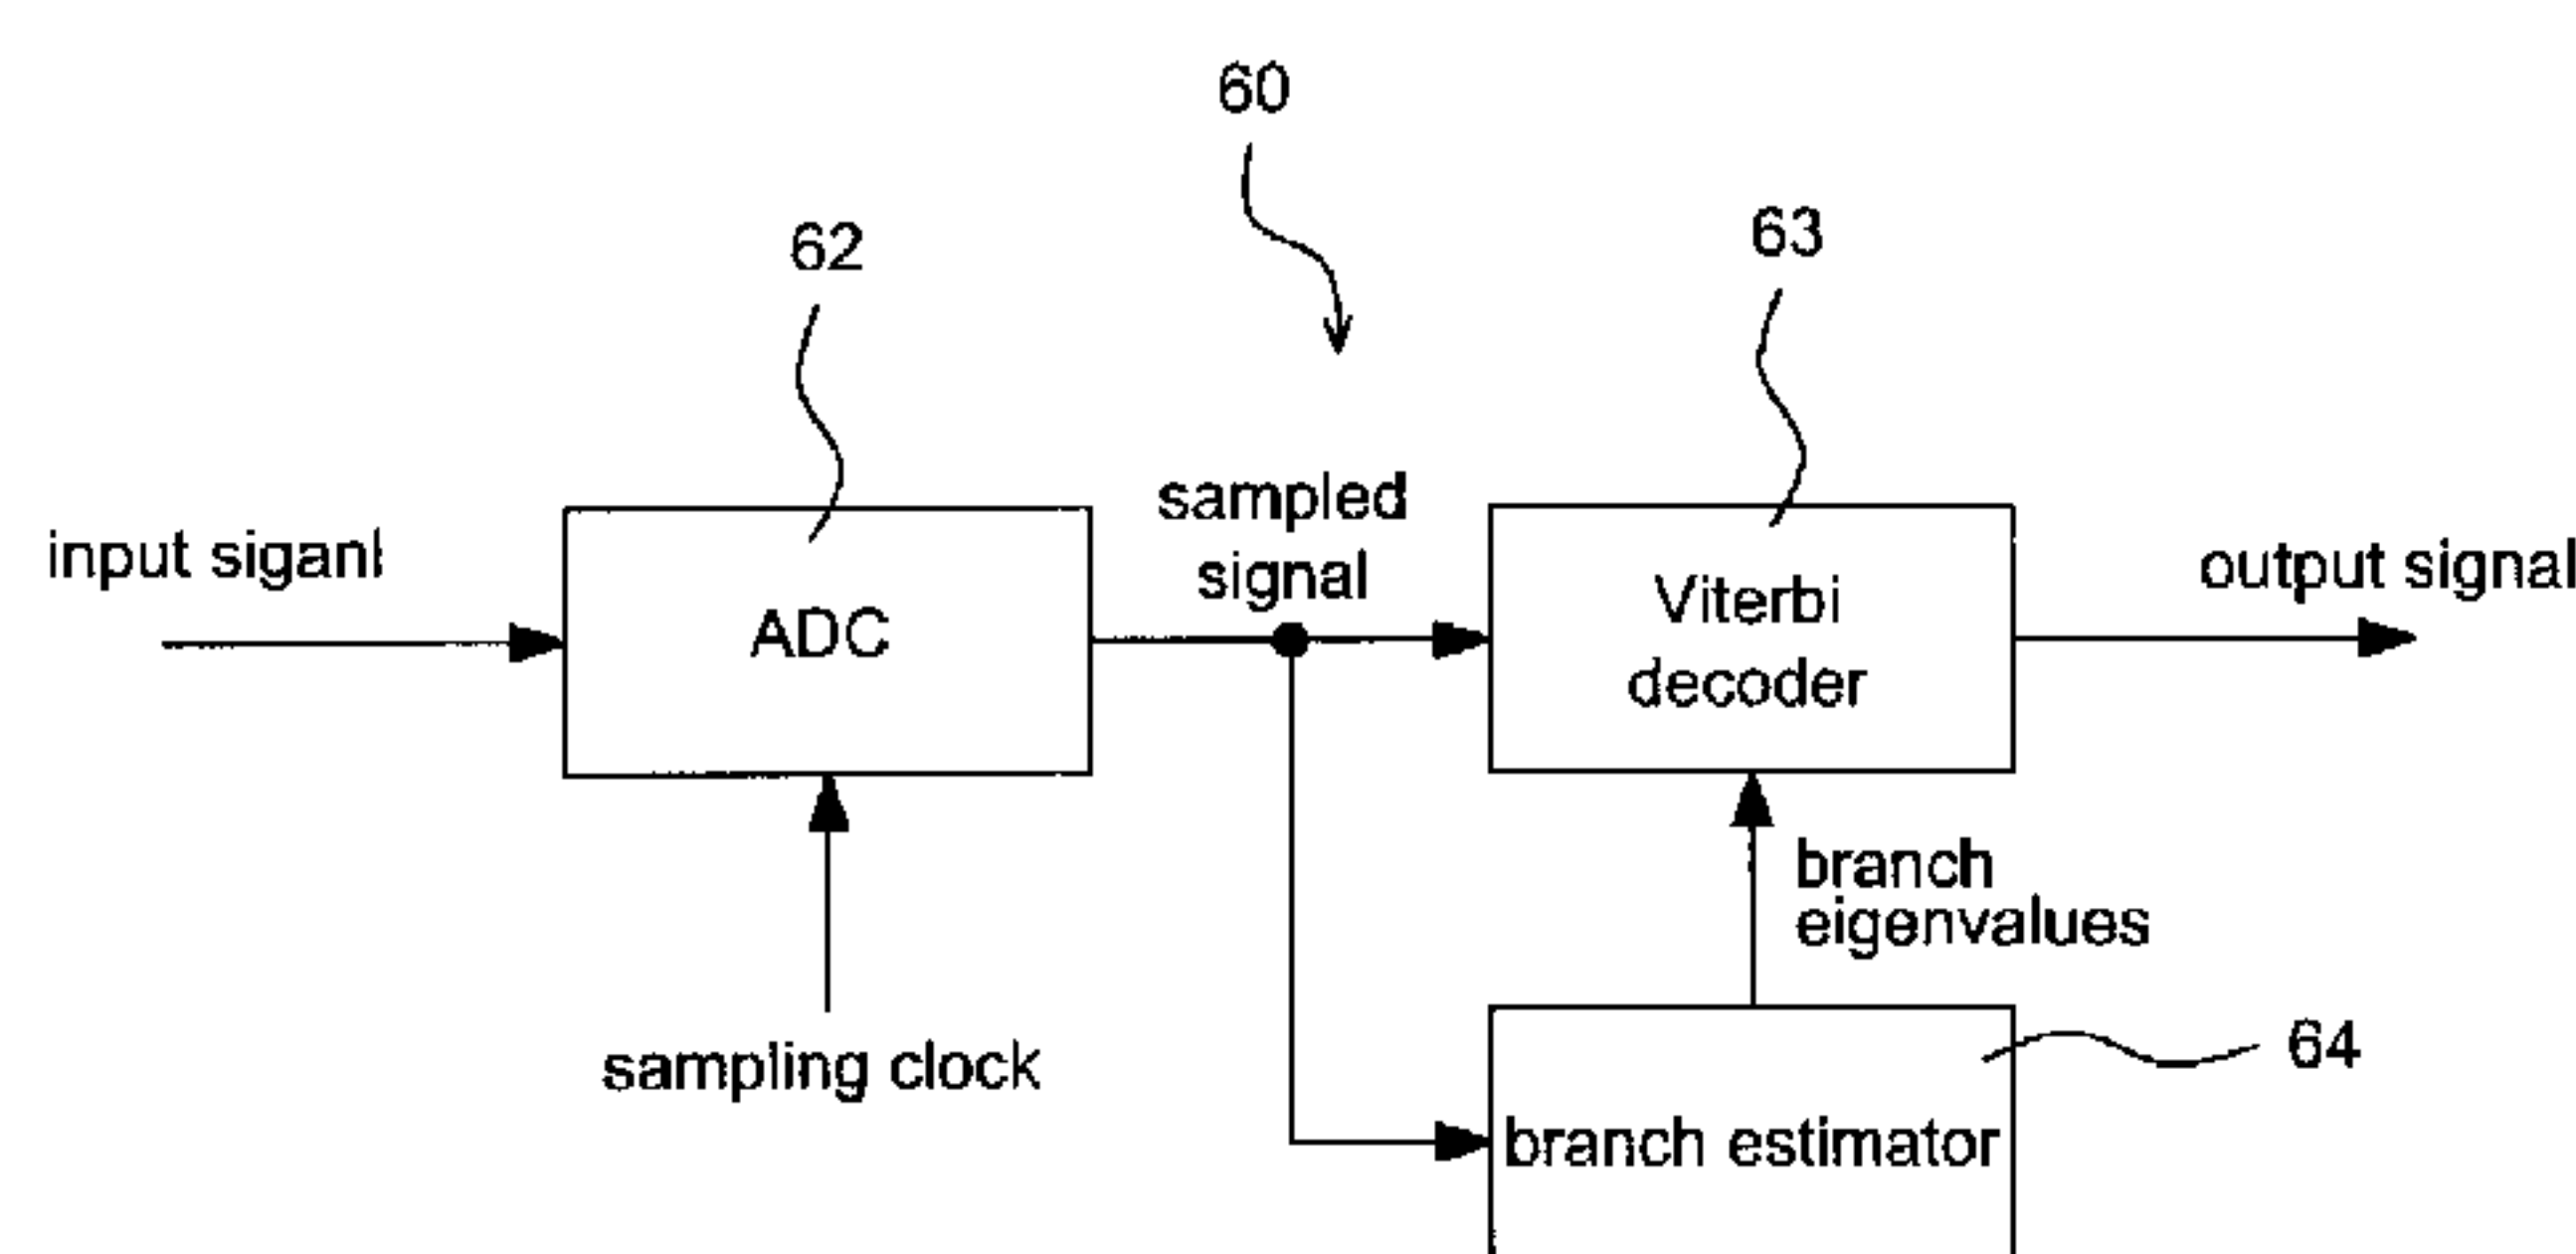 60
62
63
sampled
signal
input siganl
ADC
Viterbi
decoder
output signal
branch
eigenvalues
sampling clock
64
branch estimator